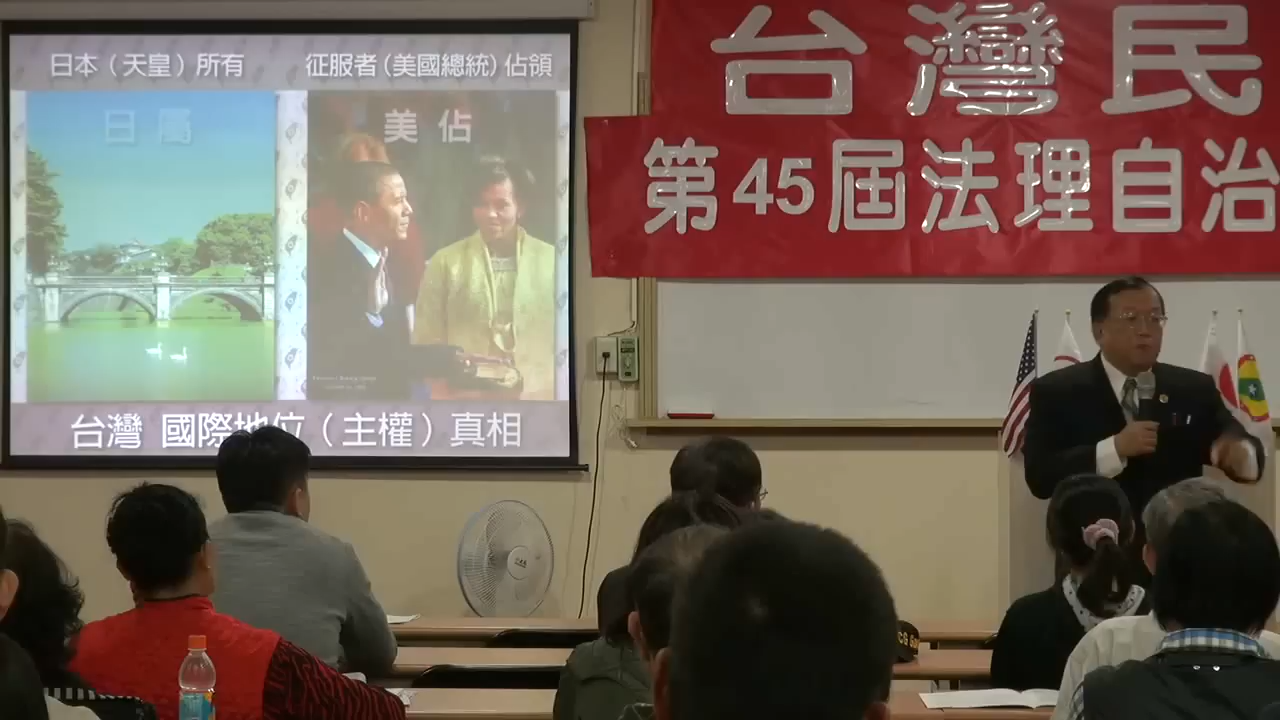 日本（天皇）所有
征服者（美國總統）佔領
日屬
美佔
台灣 國際地位（主權）真相
台灣民
第45屆法理自治